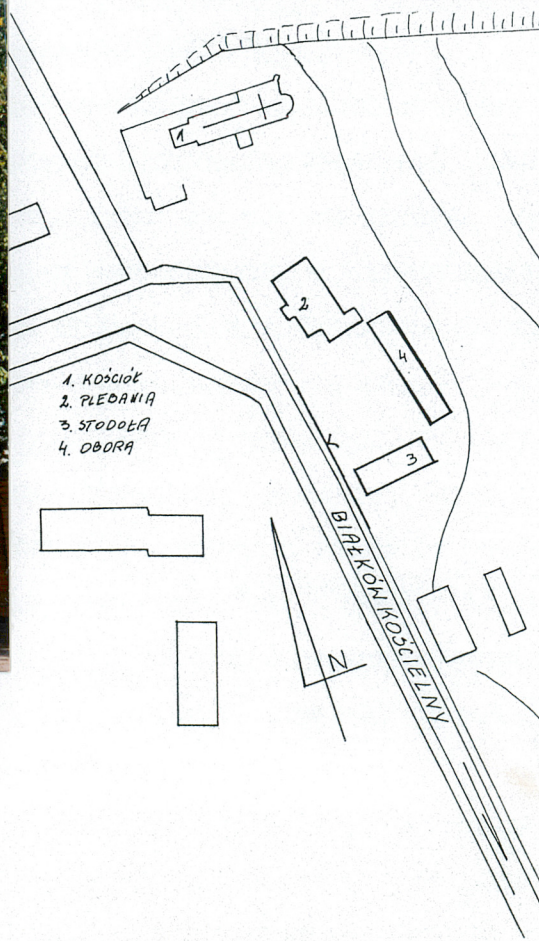 1
2
4
1. KOŚCIÓŁ
2. PLEBANIA
3. STODOŁA
4. OBORA
3
BIAŁKÓW KOŚCIELNY
N